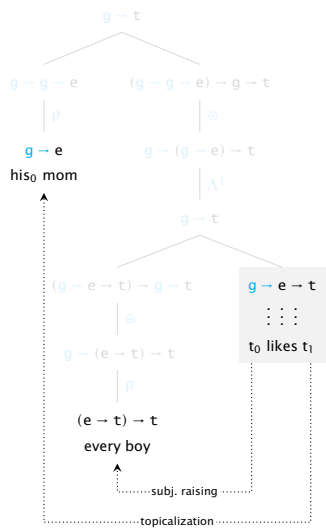 g → t
g → g → e (g → g → e) → g → t
ρ ⊛
g → e g → (g → e) → t
his₀ mom Λ¹
g → t
(g → e → t) → g → t g → e → t
⊛ ⋮ ⋮ ⋮
g → (e → t) → t t₀ likes t₁
ρ
(e → t) → t
every boy
subj. raising
topicalization